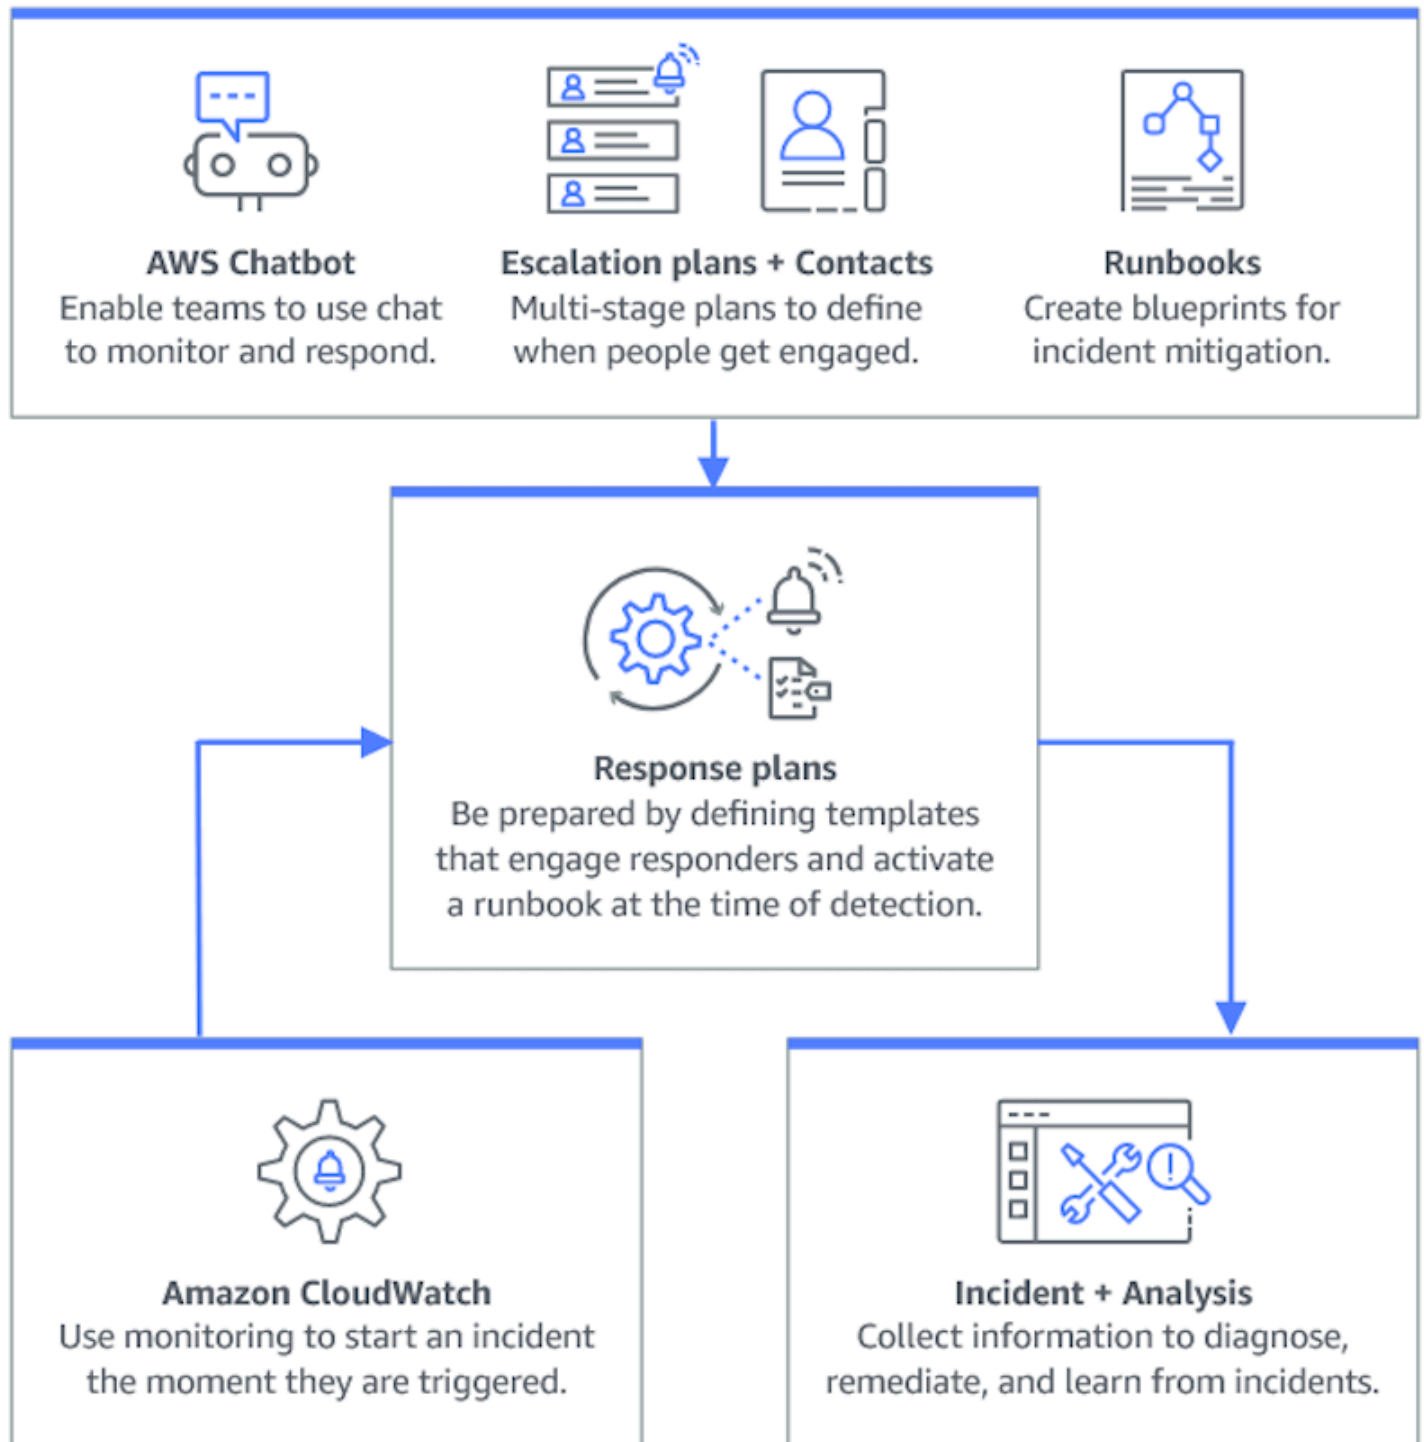 AWS Chatbot
Enable teams to use chat
to monitor and respond.
Escalation plans + Contacts
Multi-stage plans to define
when people get engaged.
Runbooks
Create blueprints for
incident mitigation.
Response plans
Be prepared by defining templates
that engage responders and activate
a runbook at the time of detection.
Amazon CloudWatch
Use monitoring to start an incident
the moment they are triggered.
Incident + Analysis
Collect information to diagnose,
remediate, and learn from incidents.